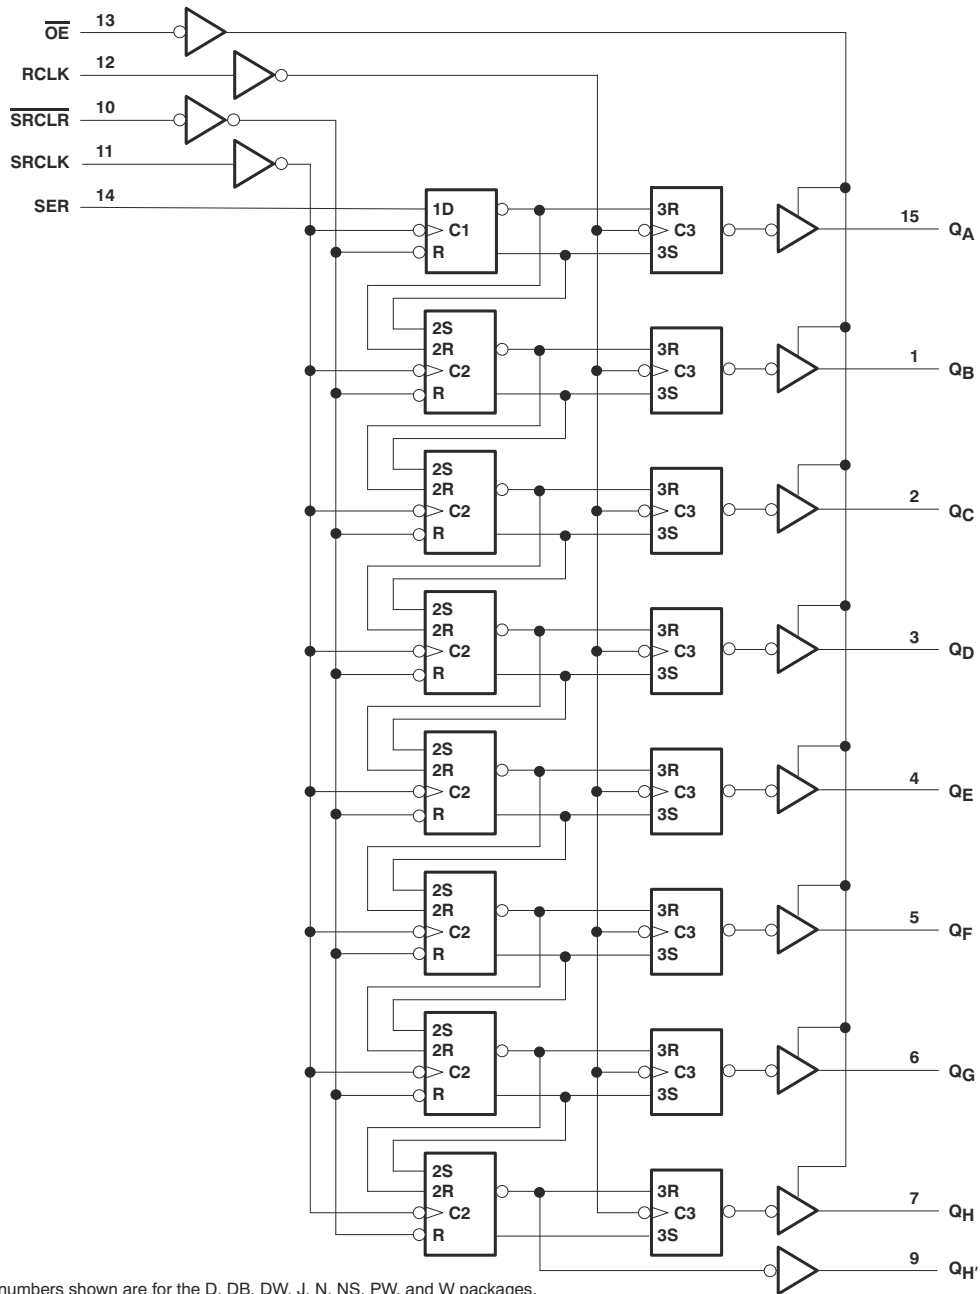 OE 13
RCLK 12
SRCLR 10
SRCLK 11
SER 14
1D
C1
R
3R
C3
3S
15 QA
2S
2R
C2
R
3R
C3
3S
1 QB
2S
2R
C2
R
3R
C3
3S
2 QC
2S
2R
C2
R
3R
C3
3S
3 QD
2S
2R
C2
R
3R
C3
3S
4 QE
2S
2R
C2
R
3R
C3
3S
5 QF
2S
2R
C2
R
3R
C3
3S
6 QG
2S
2R
C2
R
3R
C3
3S
7 QH
9 QH′
numbers shown are for the D, DB, DW, J, N, NS, PW, and W packages.